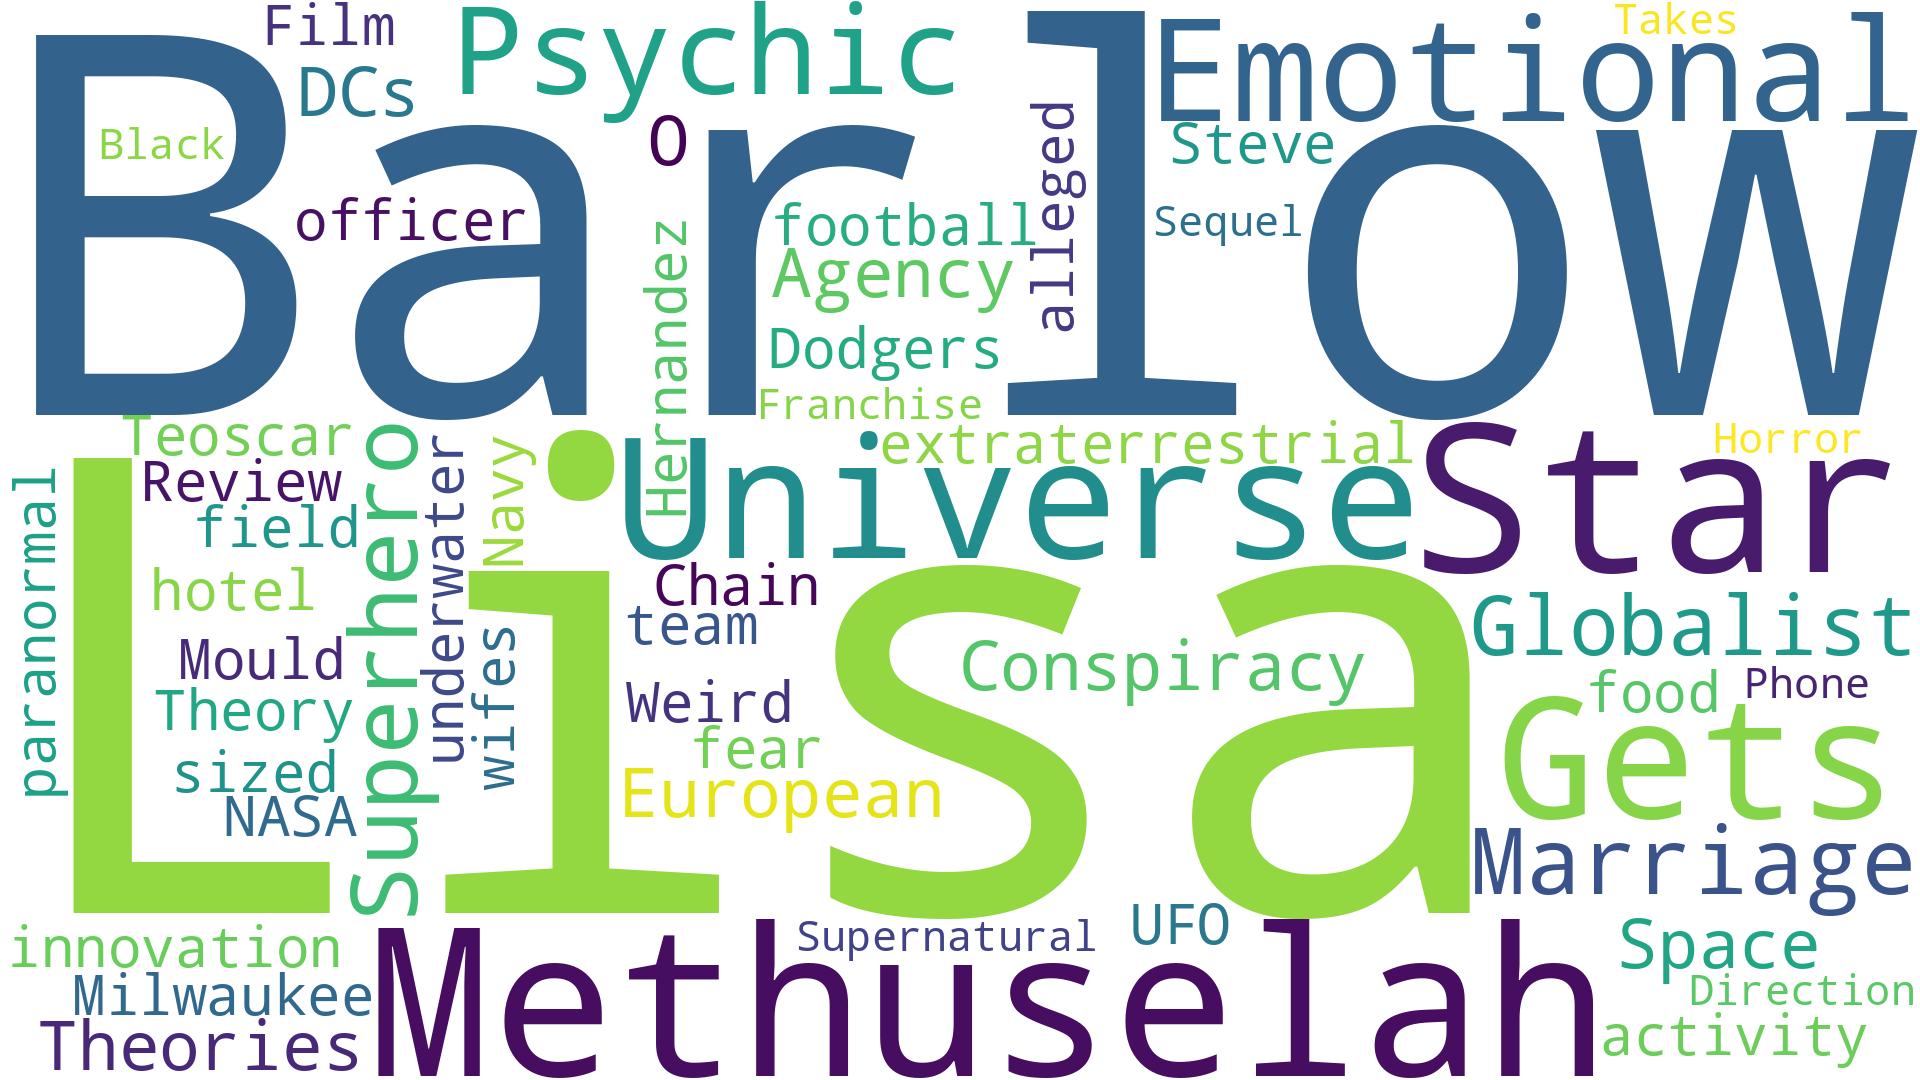 Film
Psychic
Takes
Emotional
DCs
Black
O
Steve
alleged
Barlow
officer
football
Sequel
Hernandez
Agency
Dodgers
Franchise
Teoscar
Superhero
underwater
Navy
Universe
extraterrestrial
Star
Horror
Review
paranormal
field
hotel
Chain
Globalist
team
wifes
Mould
Conspiracy
food
Phone
Theory
Weird
Gets
fear
sized
European
NASA
Lisa
Marriage
innovation
Supernatural
UFO
Space
Milwaukee
Methuselah
Direction
Theories
activity